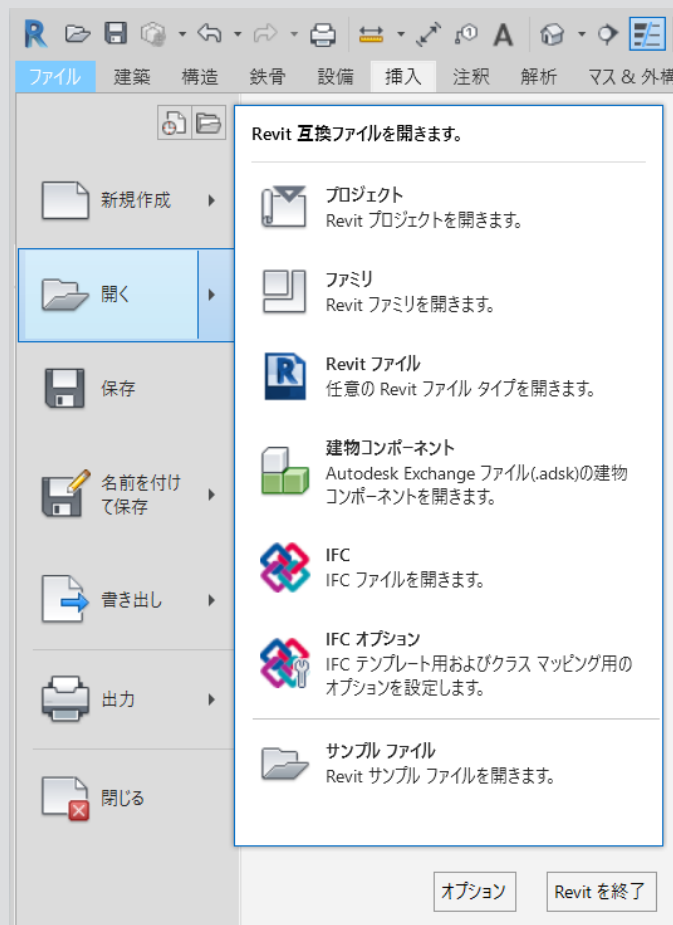 ファイル 建築 構造 鉄骨 設備 挿入 注釈 解析 マス & 外構
Revit 互換ファイルを開きます。
新規作成
開く
保存
名前を付け
て保存
書き出し
出力
閉じる
プロジェクト
Revit プロジェクトを開きます。
ファミリ
Revit ファミリを開きます。
Revit ファイル
任意の Revit ファイル タイプを開きます。
建物コンポーネント
Autodesk Exchange ファイル(.adsk)の建物
コンポーネントを開きます。
IFC
IFC ファイルを開きます。
IFC オプション
IFC テンプレート用およびクラス マッピング用の
オプションを設定します。
サンプル ファイル
Revit サンプル ファイルを開きます。
オプション Revit を終了